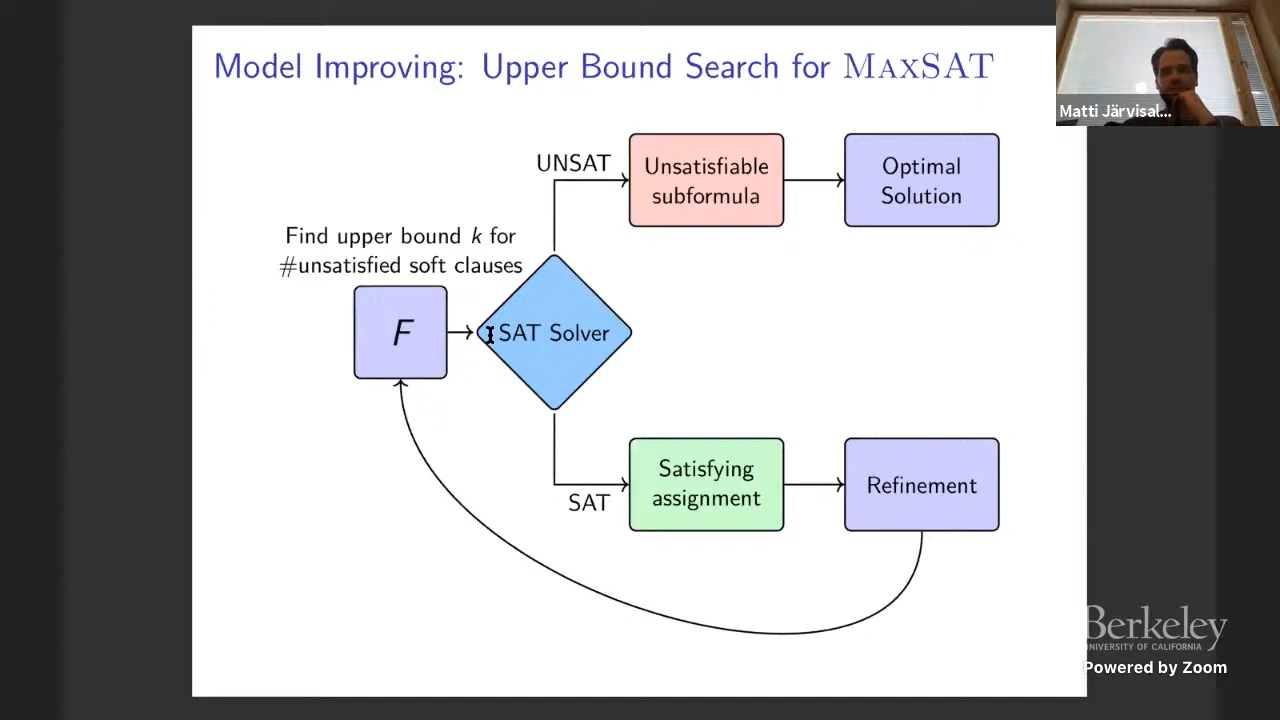 Model Improving: Upper Bound Search for MAXSAT
Matti Järvisal...
UNSAT
Unsatisfiable
subformula
Optimal
Solution
Find upper bound k for
#unsatisfied soft clauses
F
SAT Solver
Satisfying
assignment
Refinement
SAT
Berkeley
UNIVERSITY OF CALIFORNIA
Powered by Zoom